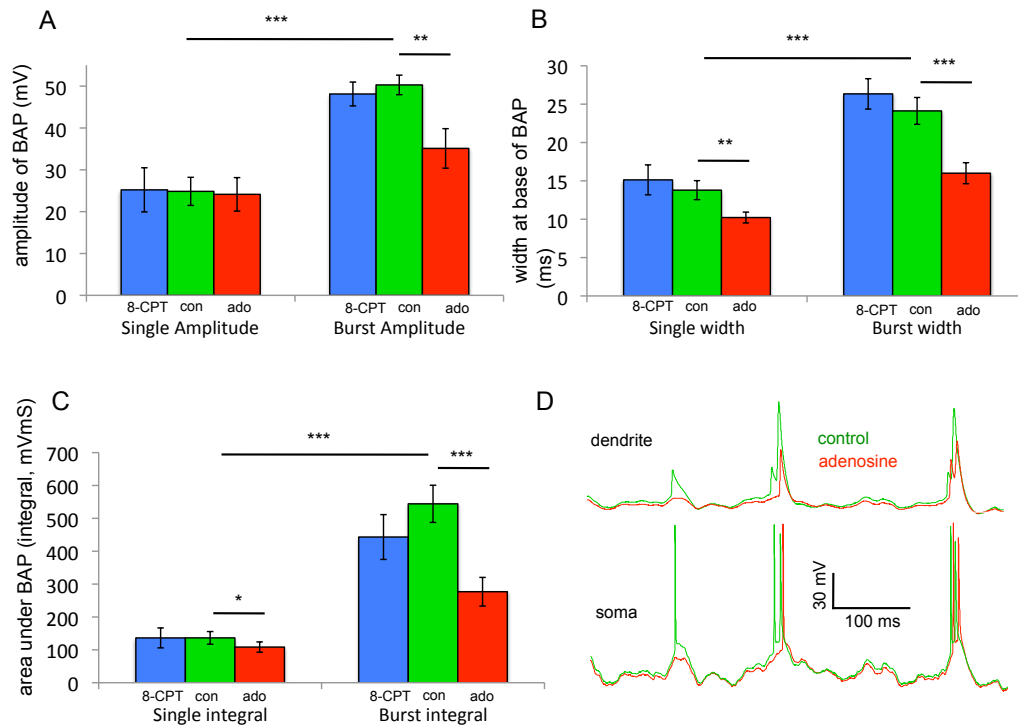 A
***
**
amplitude of BAP (mV)
50
40
30
20
10
0
8-CPT con ado
8-CPT con ado
Single Amplitude
Burst Amplitude
B
***
***
**
width at base of BAP
(ms)
30
25
20
15
10
5
0
8-CPT con ado
8-CPT con ado
Single width
Burst width
C
***
***
*
area under BAP (integral, mVmS)
700
600
500
400
300
200
100
0
8-CPT con ado
8-CPT con ado
Single integral
Burst integral
D
dendrite
control
adenosine
soma
30 mV
100 ms